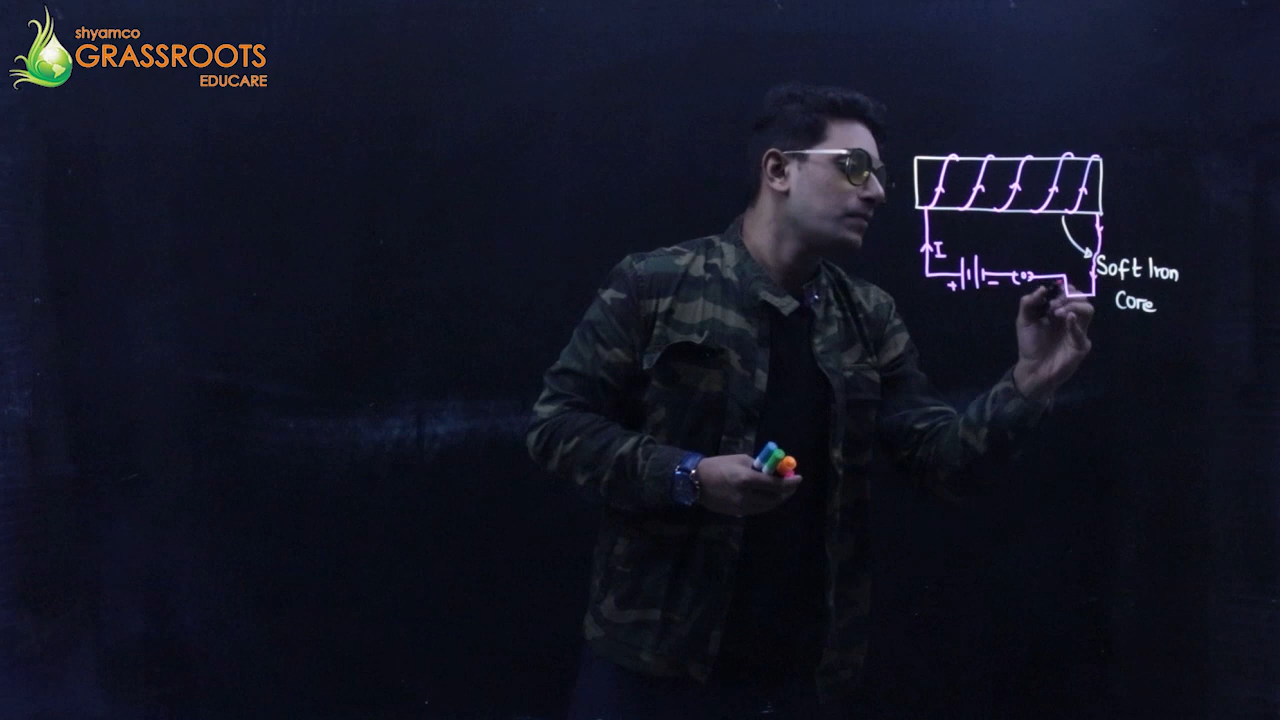 shyamco
GRASSROOTS
EDUCARE
I
+ −
Soft Iron
Core